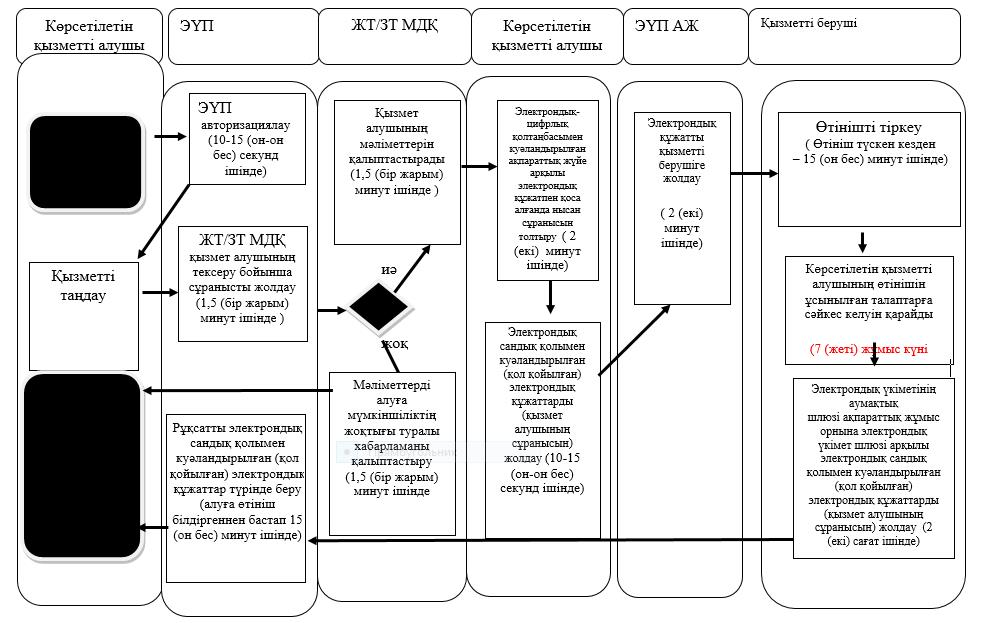 Көрсетілетін
қызметті алушы
ЭҮП
ЖТ/ЗТ МДҚ
Көрсетілетін
қызметті алушы
ЭҮП АЖ
Қызметті беруші
ЭҮП
авторизациялау
(10-15 (он-он
бес) секунд
ішінде)
Қызметті
таңдау
ЖТ/ЗТ МДҚ
қызмет алушының
тексеру бойынша
сұранысты жолдау
(1,5 (бір жарым)
минут ішінде )
Рұқсатты электрондық
сандық қолымен
куәландырылған (қол
қойылған) электрондық
құжаттар түрінде беру
(алуға өтініш
білдіргеннен бастап 15
(он бес) минут ішінде)
Қызмет
алушының
мәліметтерін
қалыптастырады
(1,5 (бір жарым)
минут ішінде )
иә
жоқ
Мәліметтерді
алуға
мүмкіншіліктің
жоқтығы туралы
хабарламаны
қалыптастыру
(1,5 (бір жарым)
минут ішінде
Электрондық-
цифрлық
қолтаңбасымен
куәландырылған
ақпараттық жүйе
арқылы
электрондық
құжатпен қоса
алғанда нысан
сұранысын
толтыру ( 2
(екі) минут
ішінде)
Электрондық
сандық қолымен
куәландырылған
(қол қойылған)
электрондық
құжаттарды
(қызмет
алушының
сұранысын)
жолдау (10-15
(он-он бес)
секунд ішінде)
Электрондық
құжатты
қызметті
берушіге
жолдау
( 2 (екі)
минут
ішінде)
Өтінішті тіркеу
( Өтініш түскен кезден
– 15 (он бес) минут ішінде)
Көрсетілетін қызметті
алушының өтінішін
ұсынылған талаптарға
сәйкес келуін қарайды
(7 (жеті) жұмыс күні
Электрондық үкіметінің
аумақтық
шлюзі ақпараттық жұмыс
орнына электрондық
үкімет шлюзі арқылы
электрондық сандық
қолымен куәландырылған
(қол қойылған)
электрондық құжаттарды
(қызмет алушының
сұранысын) жолдау (2
(екі) сағат ішінде)